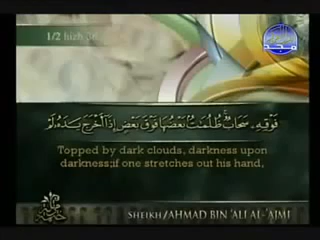 1/2 hizb 36
فَوْقِهِۦ سَحَابٌ ظُلُمَٰتٌۢ بَعْضُهَا فَوْقَ بَعْضٍ إِذَآ أَخْرَجَ يَدَهُۥ لَمْ
Topped by dark clouds, darkness upon
darkness;if one stretches out his hand,
SHEIKH/AHMAD BIN 'ALI AL-'AJMI